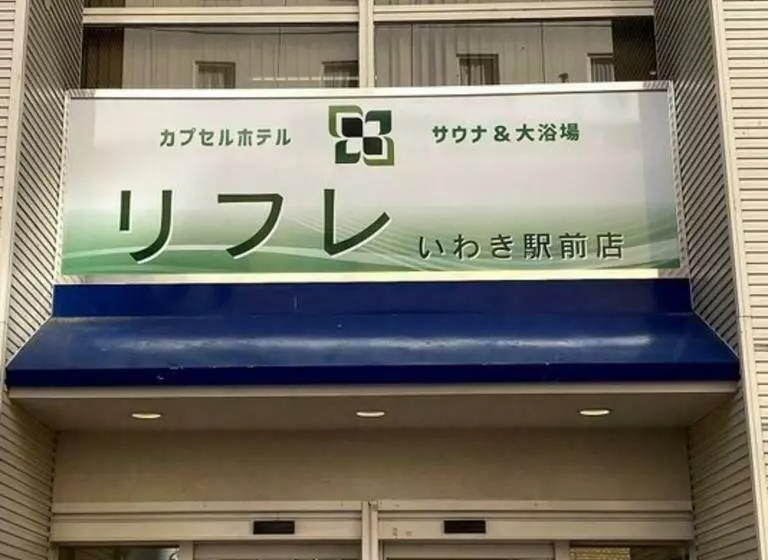 カプセルホテル サウナ&大浴場
リフレ いわき駅前店